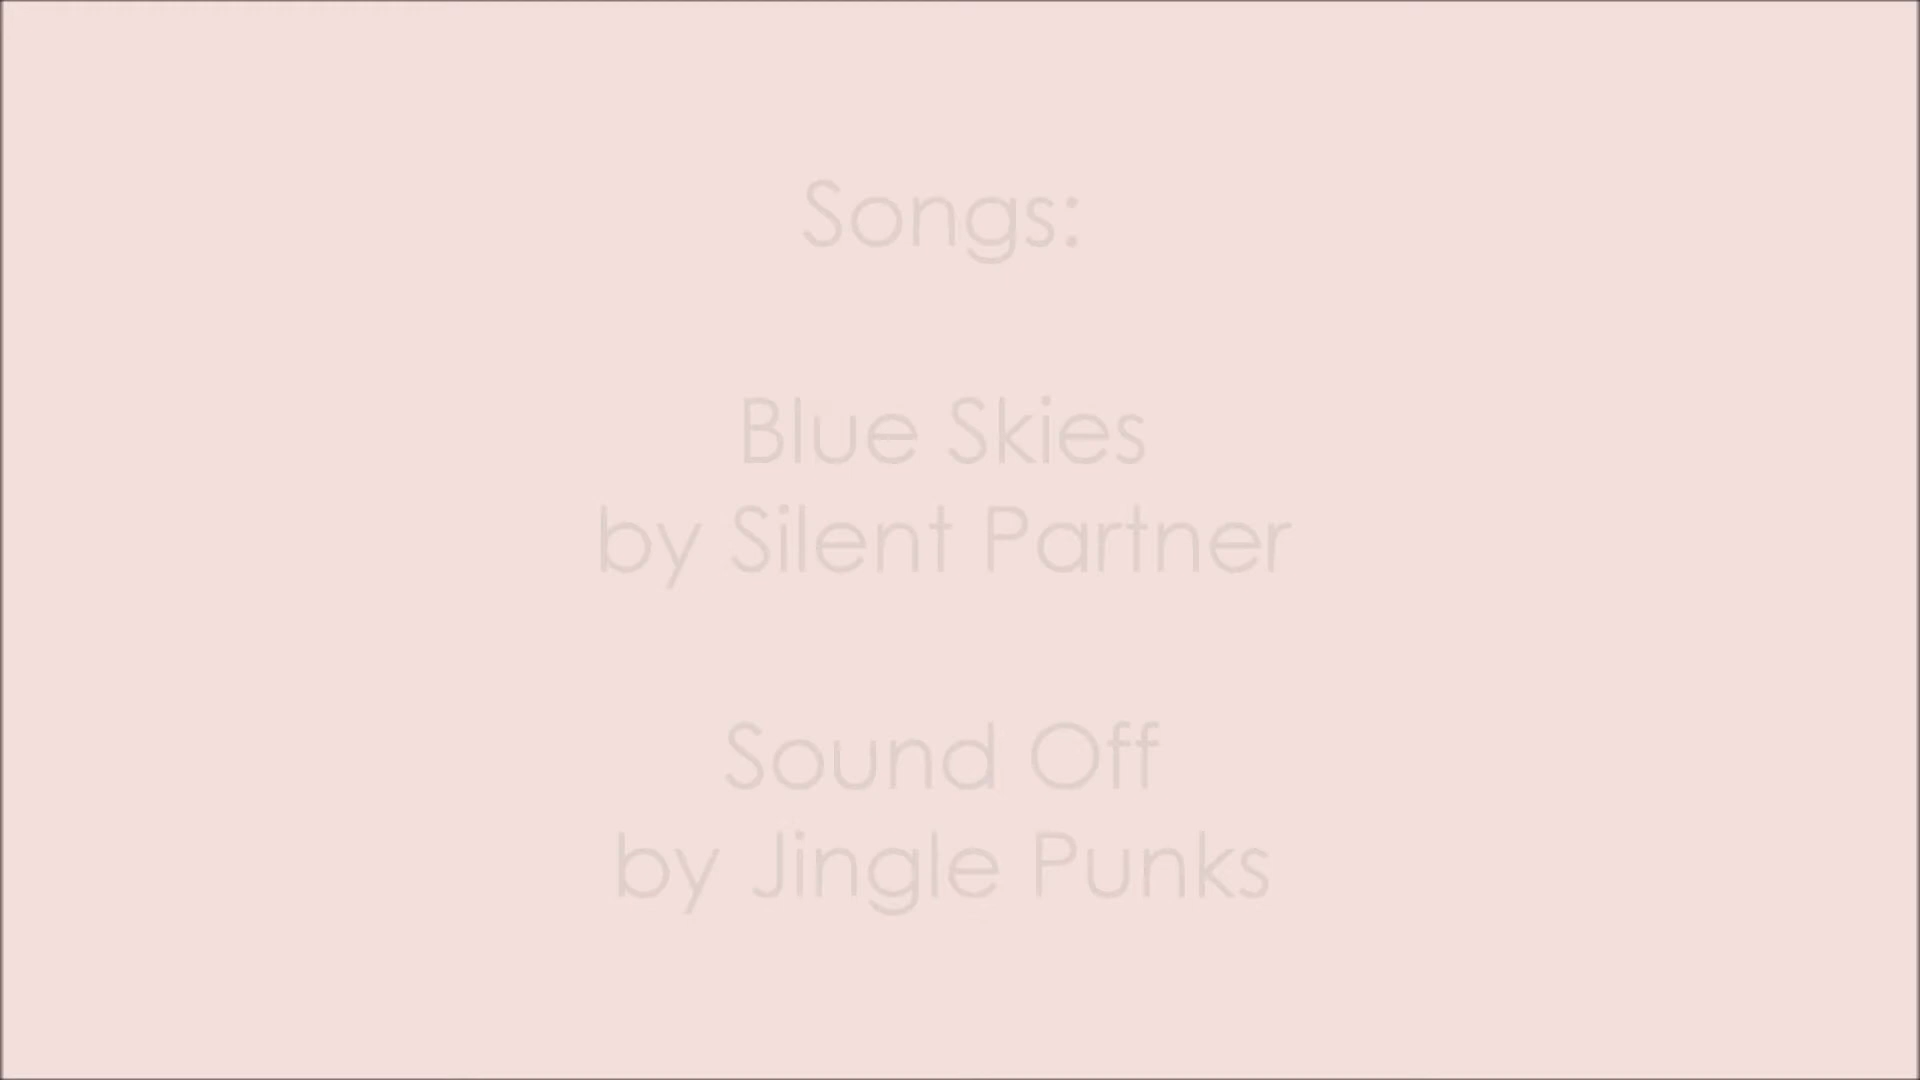 Songs:
Blue Skies
by Silent Partner
Sound Off
by Jingle Punks